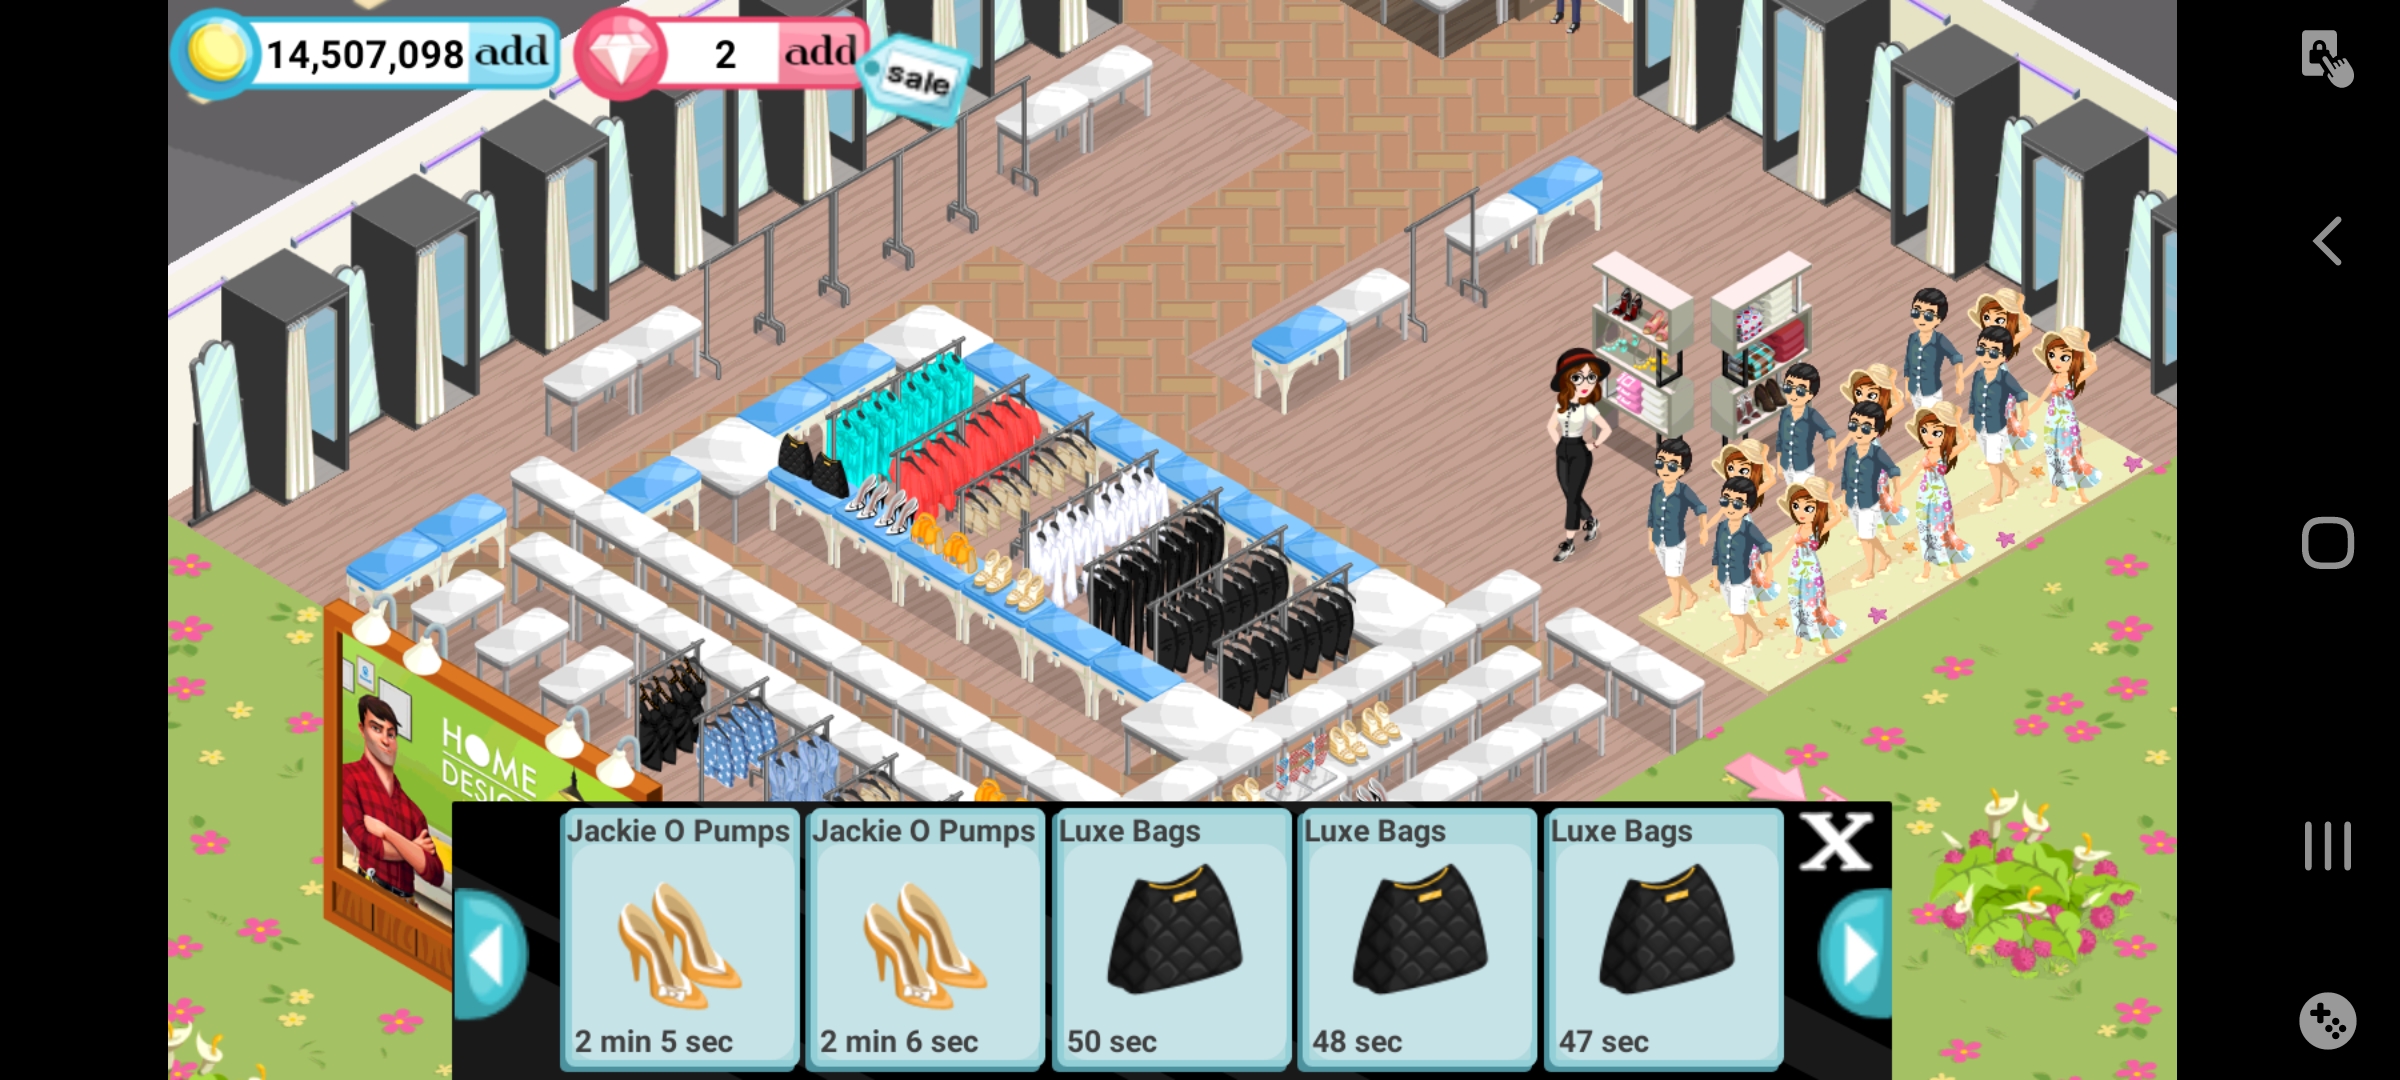 14,507,098 add
2 add
sale
HOME
Jackie O Pumps
2 min 5 sec
Jackie O Pumps
2 min 6 sec
Luxe Bags
50 sec
Luxe Bags
48 sec
Luxe Bags
47 sec
X